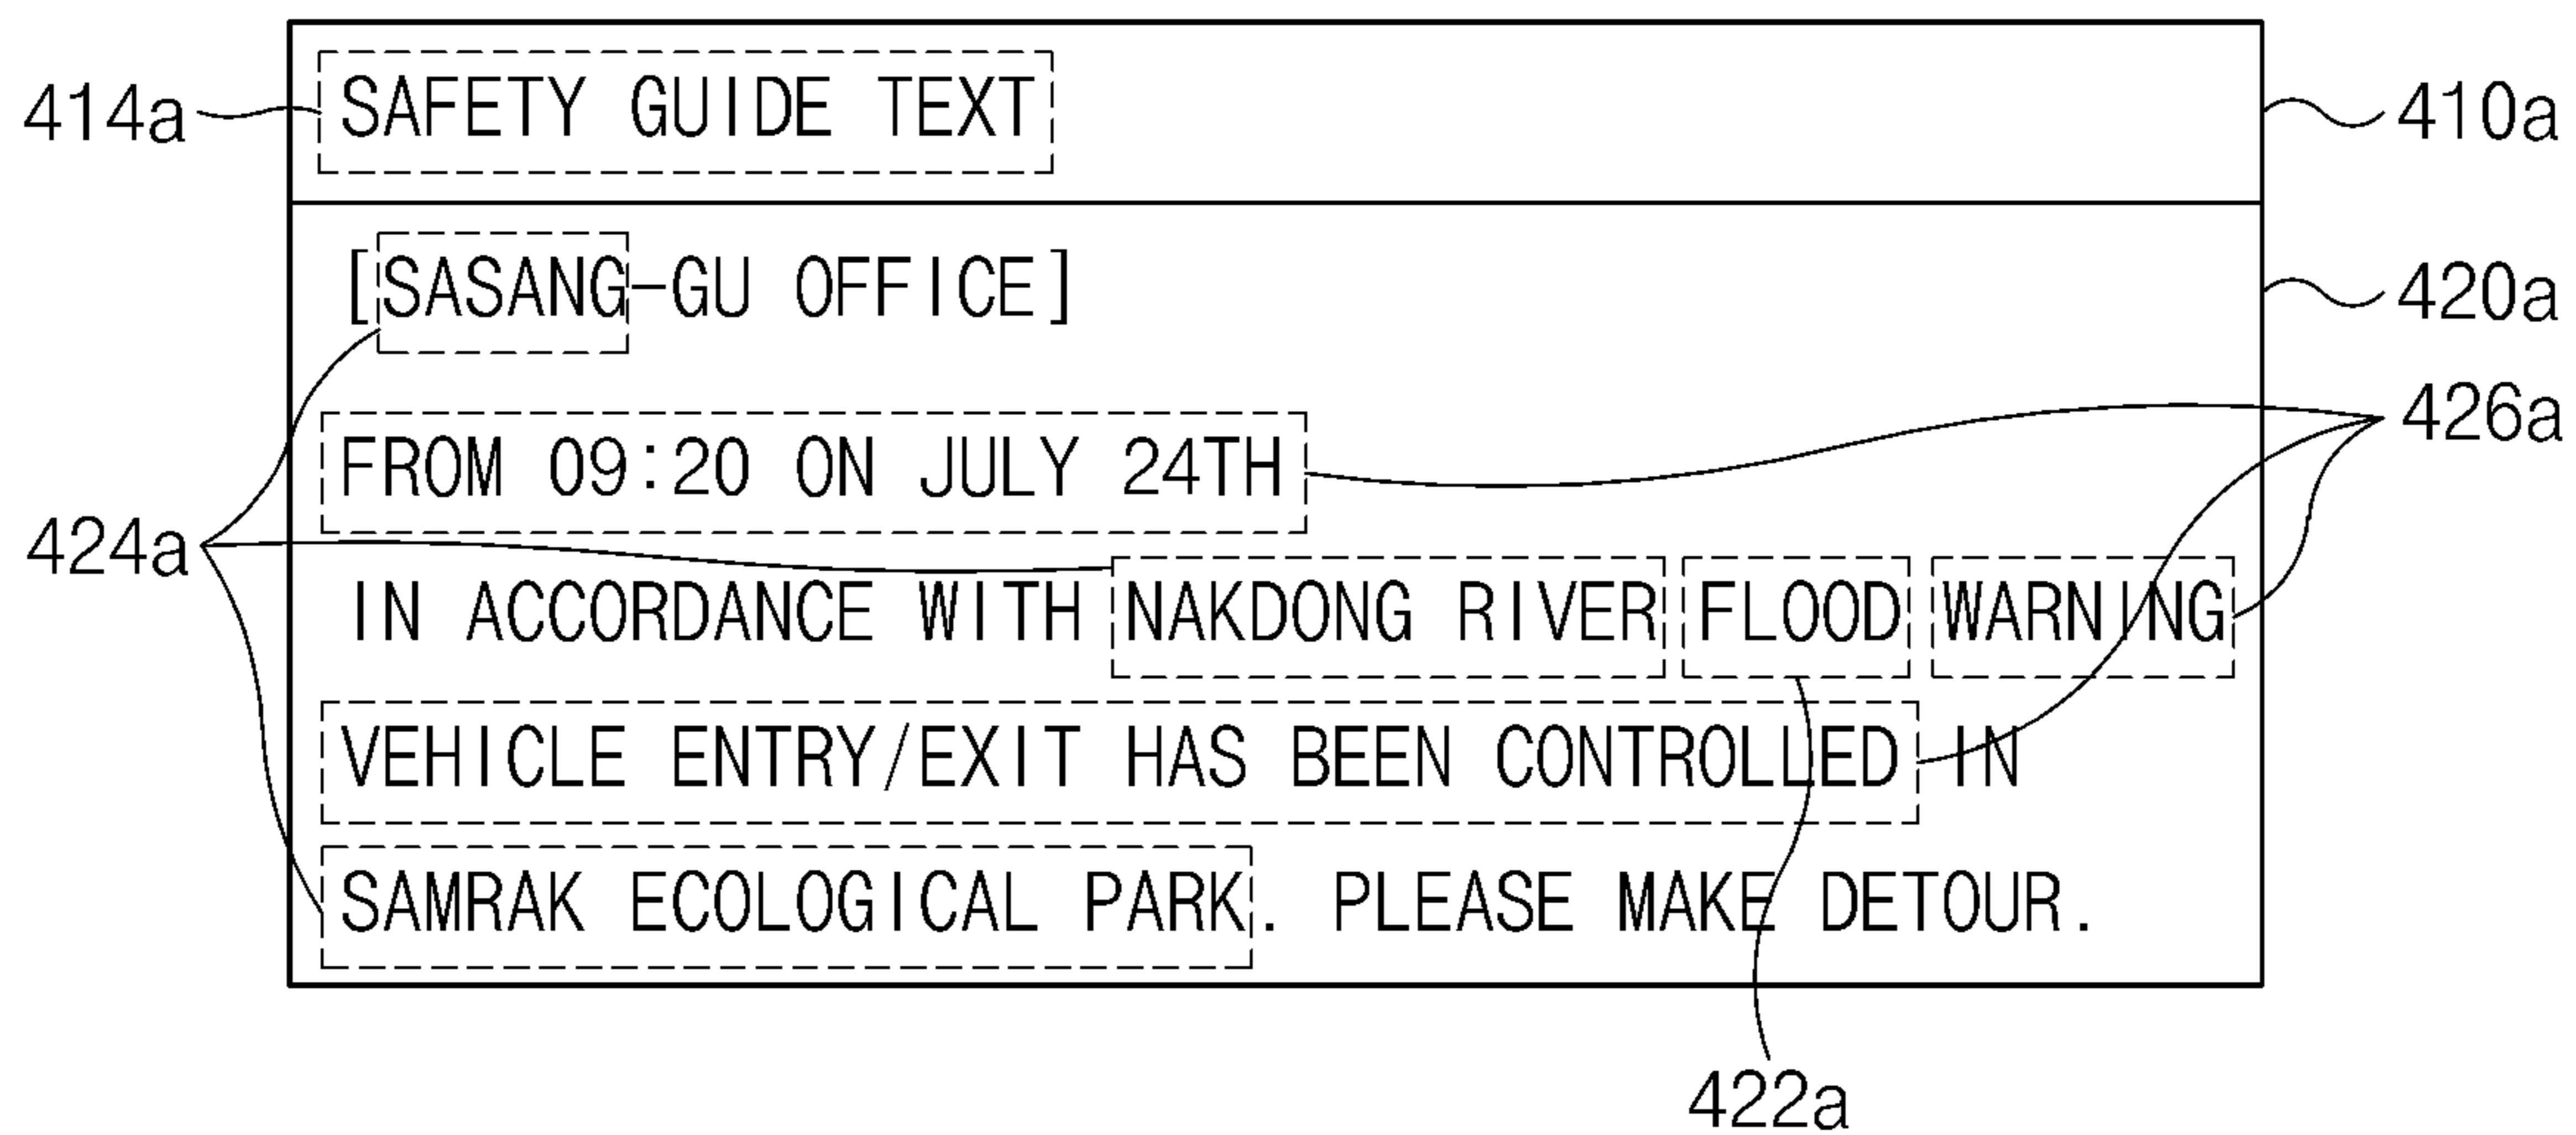 414a SAFETY GUIDE TEXT 410a
[SASANG-GU OFFICE] 420a
426a
FROM 09:20 ON JULY 24TH
424a
IN ACCORDANCE WITH NAKDONG RIVER FLOOD WARNING
VEHICLE ENTRY/EXIT HAS BEEN CONTROLLED IN
SAMRAK ECOLOGICAL PARK. PLEASE MAKE DETOUR.
422a